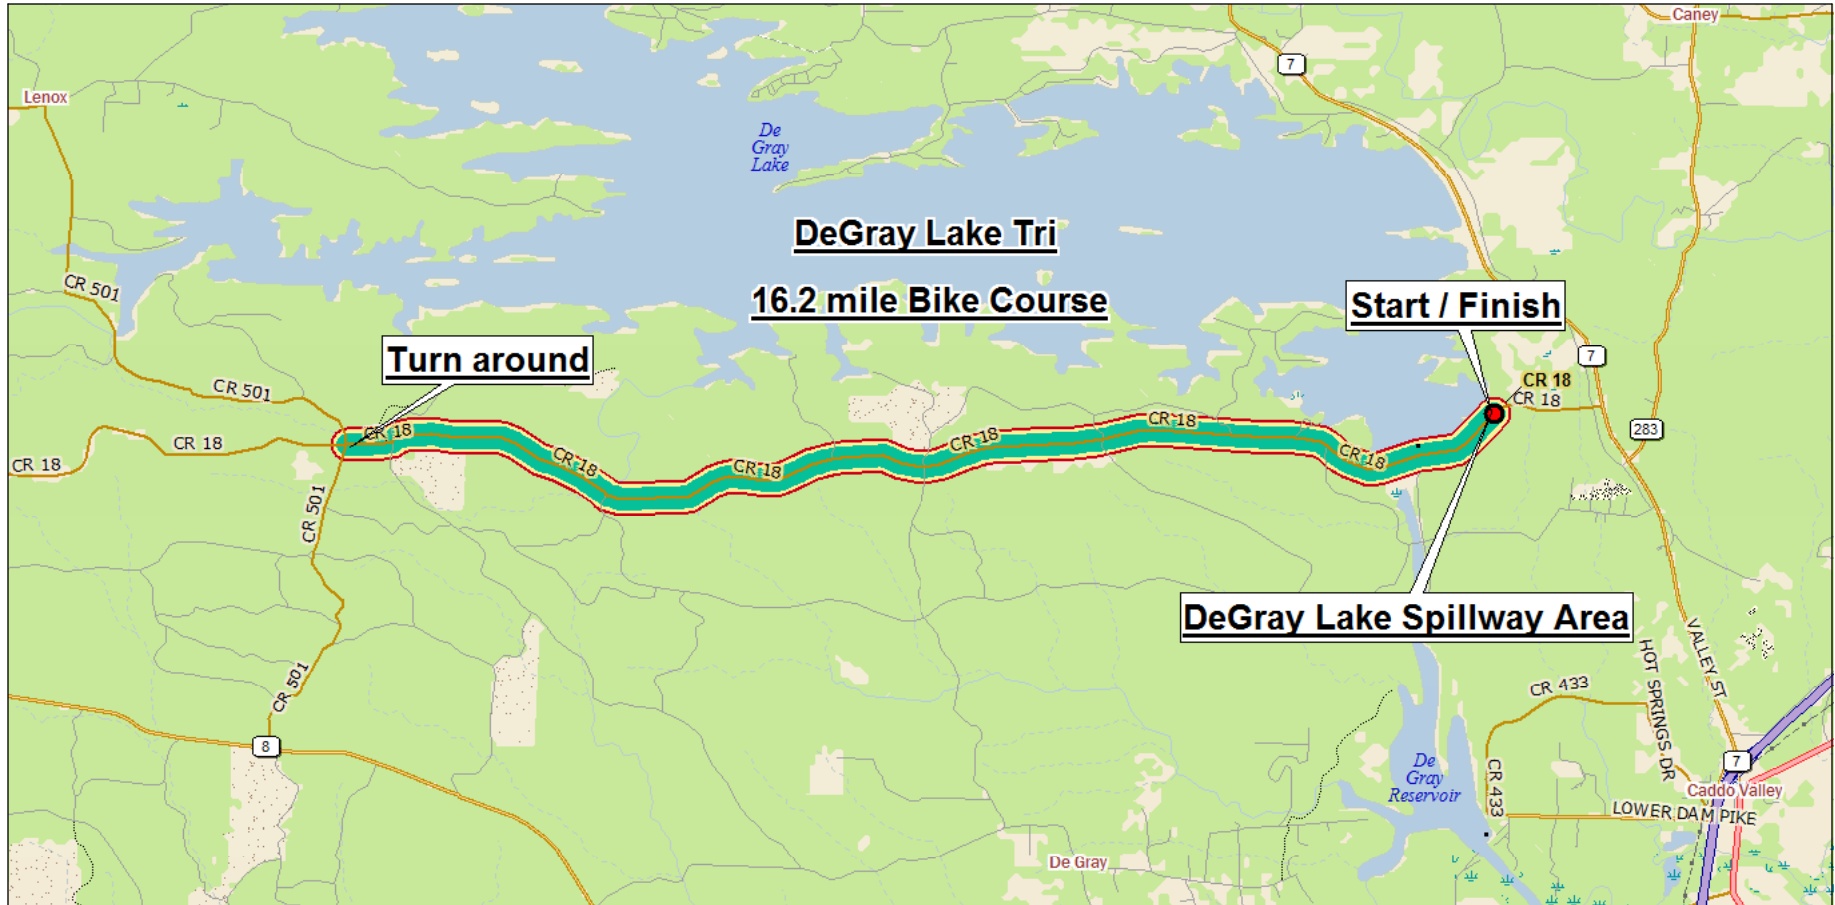 Caney
7
Lenox
De
Gray
Lake
DeGray Lake Tri
16.2 mile Bike Course
Start / Finish
CR 501
Turn around
7
CR 18
CR 18
CR 501
CR 18
CR 18
283
CR 18
CR 18
CR 18
CR 18
CR 18
CR 18
CR 18
CR 501
DeGray Lake Spillway Area
VALLEY ST
HOT SPRINGS DR
CR 501
CR 433
8
7
De
Gray
Reservoir
CR 433
Caddo Valley
LOWER DAM PIKE
De Gray